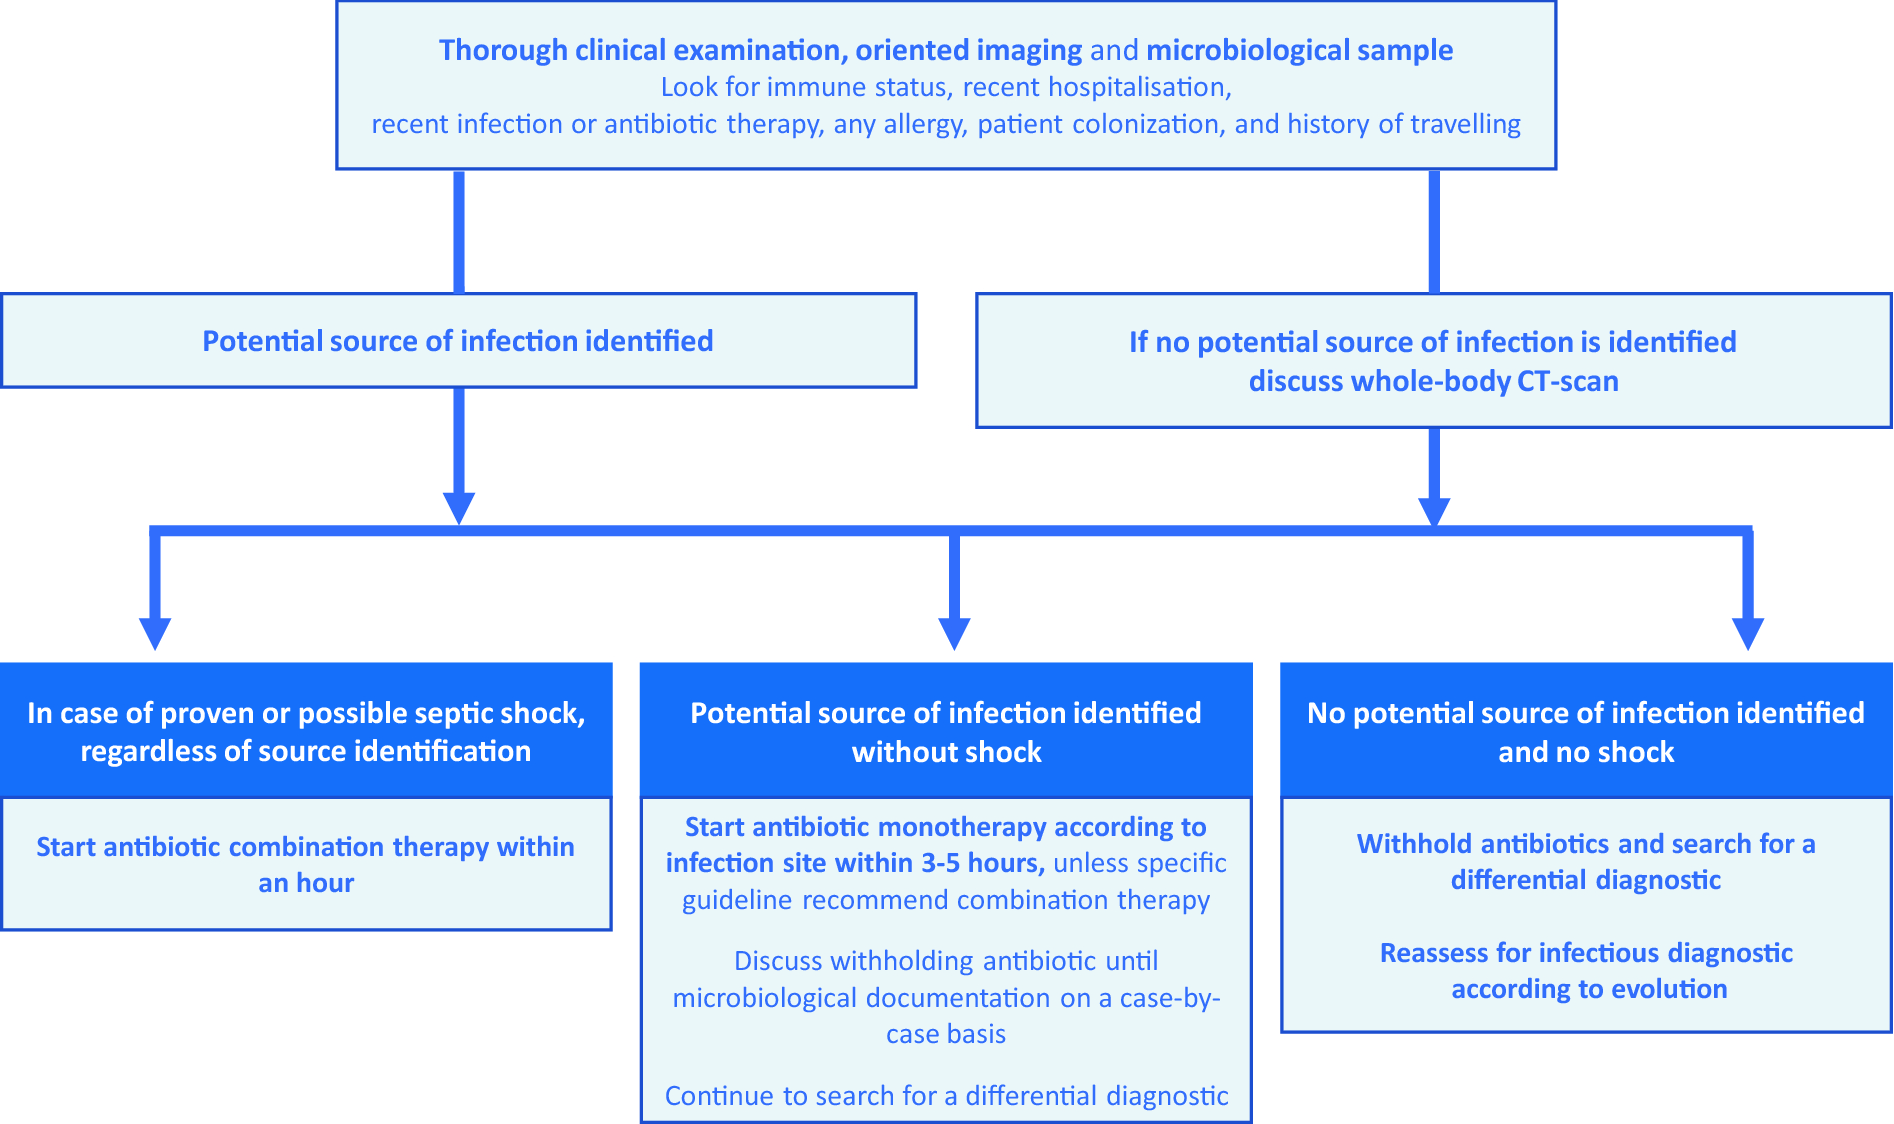 Thorough clinical examination, oriented imaging and microbiological sample
Look for immune status, recent hospitalisation,
recent infection or antibiotic therapy, any allergy, patient colonization, and history of travelling
Potential source of infection identified
If no potential source of infection is identified
discuss whole-body CT-scan
In case of proven or possible septic shock,
regardless of source identification
Start antibiotic combination therapy within
an hour
Potential source of infection identified
without shock
Start antibiotic monotherapy according to
infection site within 3-5 hours, unless specific
guideline recommend combination therapy
Discuss withholding antibiotic until
microbiological documentation on a case-by-
case basis
Continue to search for a differential diagnostic
No potential source of infection identified
and no shock
Withhold antibiotics and search for a
differential diagnostic
Reassess for infectious diagnostic
according to evolution